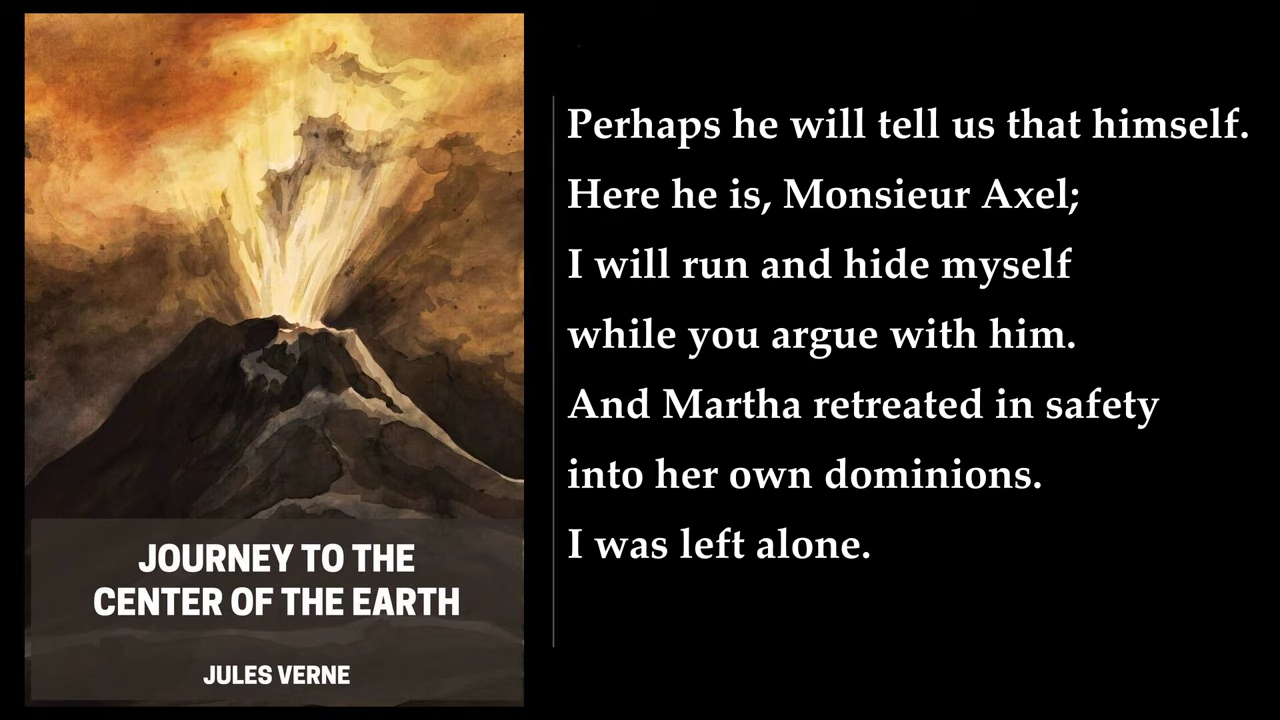 JOURNEY TO THE
CENTER OF THE EARTH
JULES VERNE
Perhaps he will tell us that himself.
Here he is, Monsieur Axel;
I will run and hide myself
while you argue with him.
And Martha retreated in safety
into her own dominions.
I was left alone.